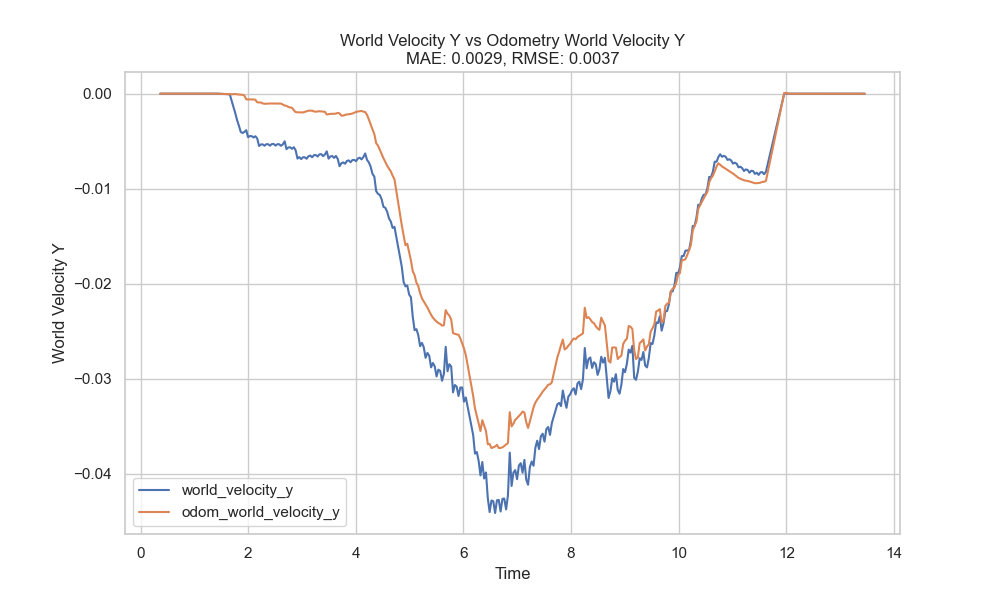 World Velocity Y vs Odometry World Velocity Y
MAE: 0.0029, RMSE: 0.0037
0.00
−0.01
−0.02
−0.03
−0.04
World Velocity Y
world_velocity_y
odom_world_velocity_y
0 2 4 6 8 10 12 14
Time